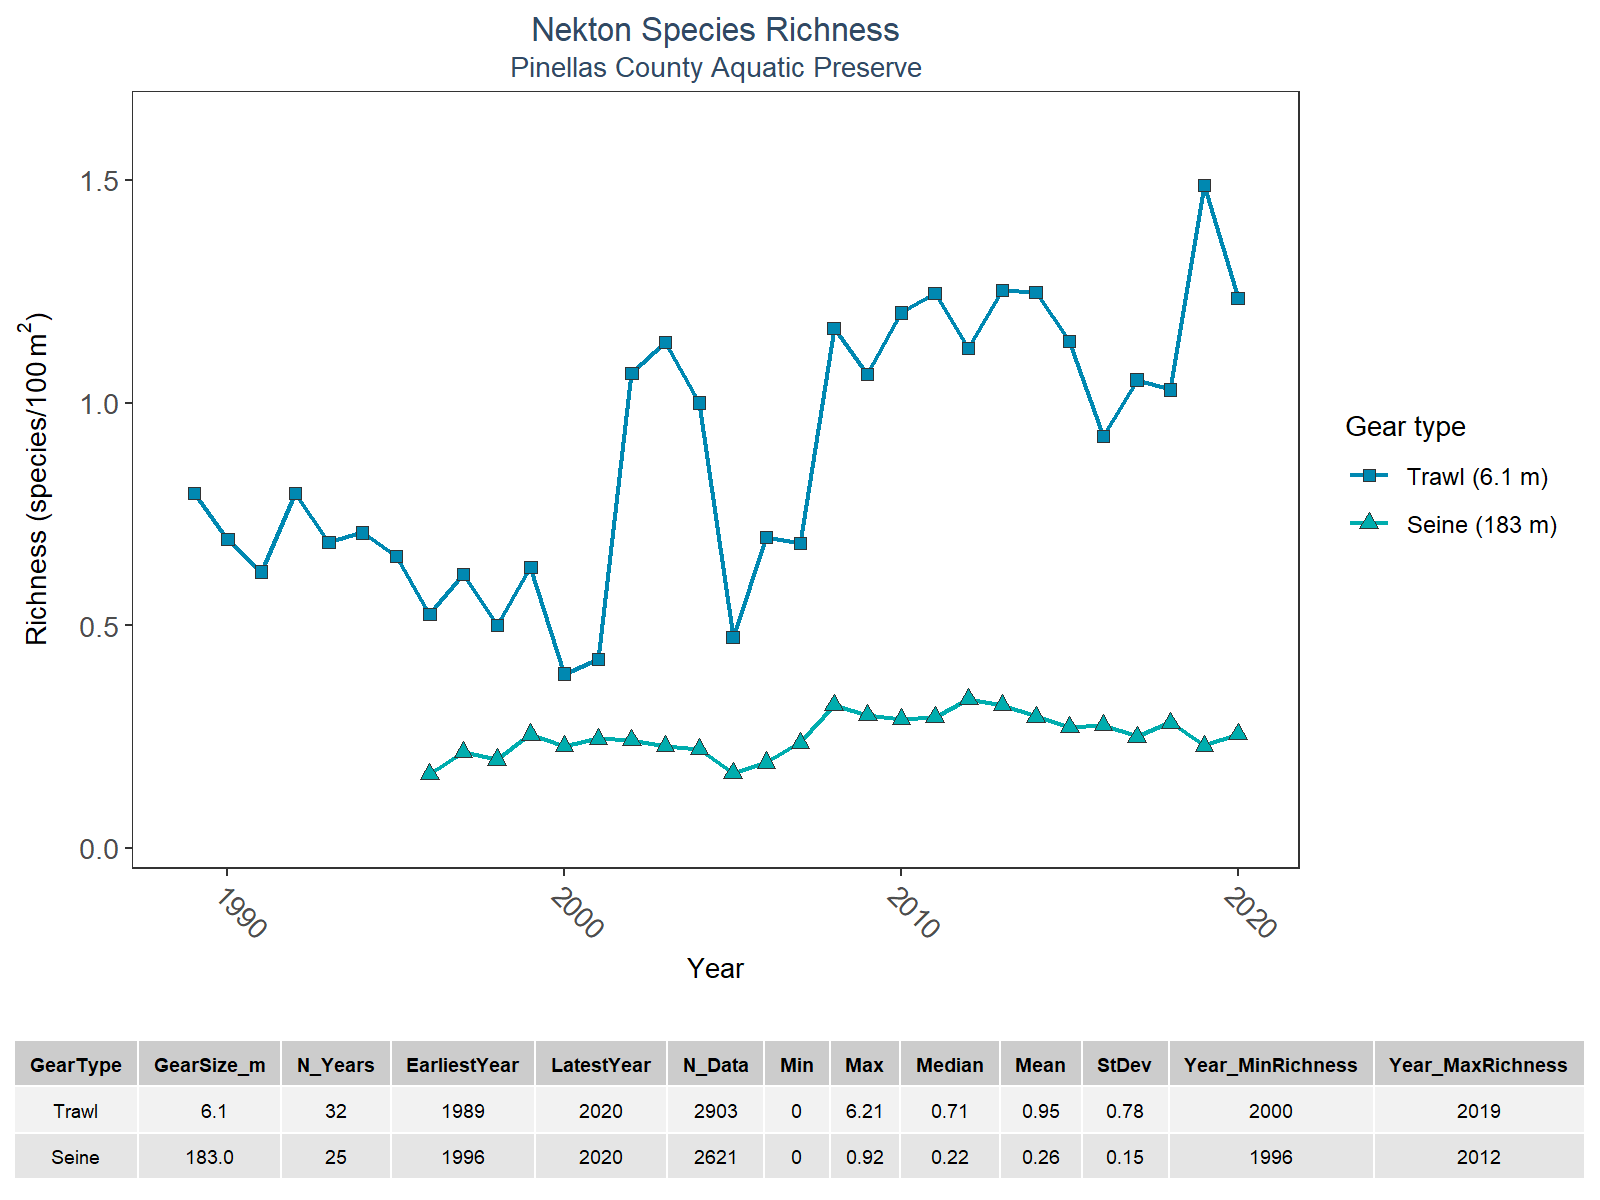 Nekton Species Richness
Pinellas County Aquatic Preserve
Richness (species/100 m²)
1.5
1.0
0.5
0.0
1990 2000 2010 2020
Year
Gear type
Trawl (6.1 m)
Seine (183 m)
GearType GearSize_m N_Years EarliestYear LatestYear N_Data Min Max Median Mean StDev Year_MinRichness Year_MaxRichness
Trawl 6.1 32 1989 2020 2903 0 6.21 0.71 0.95 0.78 2000 2019
Seine 183.0 25 1996 2020 2621 0 0.92 0.22 0.26 0.15 1996 2012